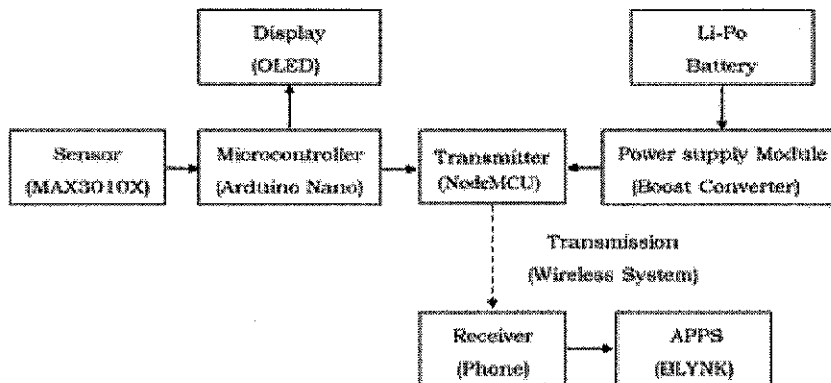 Display
(OLED)
Li-Po
Battery
Sensor
(MAX3010X)
Microcontroller
(Arduino Nano)
Transmitter
(NodeMCU)
Power supply Module
(Boost Converter)
Transmission
(Wireless System)
Receiver
(Phone)
APPS
(BLYNK)